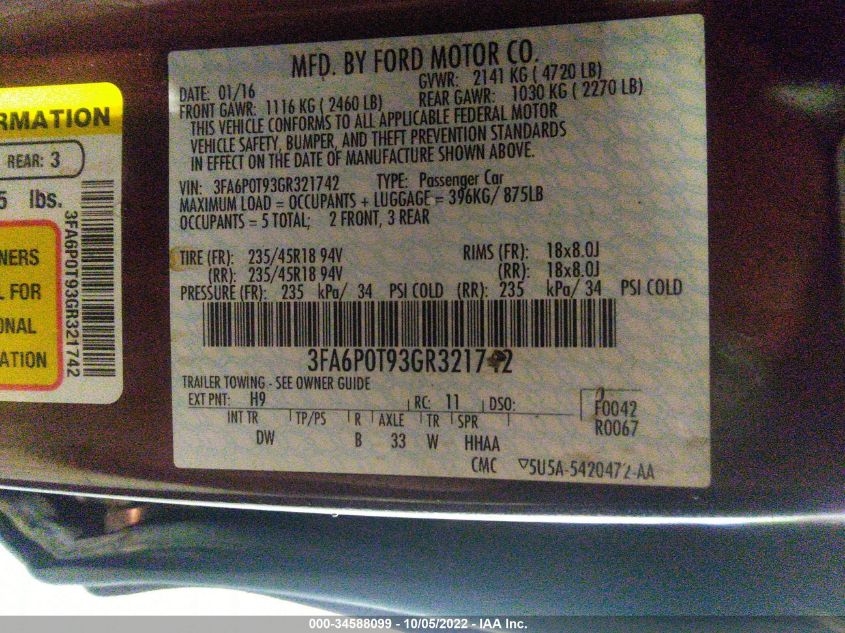 RMATION
REAR: 3
5 lbs.
NERS
L FOR
ONAL
ATION
3FA6P0T93GR321742
MFD. BY FORD MOTOR CO.
DATE: 01/16 GVWR: 2141 KG ( 4720 LB)
FRONT GAWR: 1116 KG ( 2460 LB) REAR GAWR: 1030 KG ( 2270 LB)
THIS VEHICLE CONFORMS TO ALL APPLICABLE FEDERAL MOTOR
VEHICLE SAFETY, BUMPER, AND THEFT PREVENTION STANDARDS
IN EFFECT ON THE DATE OF MANUFACTURE SHOWN ABOVE.
VIN: 3FA6P0T93GR321742 TYPE: Passenger Car
MAXIMUM LOAD = OCCUPANTS + LUGGAGE = 396KG/ 875LB
OCCUPANTS = 5 TOTAL; 2 FRONT, 3 REAR
TIRE (FR): 235/45R18 94V RIMS (FR): 18x8.0J
(RR): 235/45R18 94V (RR): 18x8.0J
PRESSURE (FR): 235 kPa/ 34 PSI COLD (RR): 235 kPa/ 34 PSI COLD
3FA6P0T93GR321742
TRAILER TOWING - SEE OWNER GUIDE
EXT PNT: H9 RC: 11 DSO: F0042
R0067
INT TR TP/PS R AXLE TR SPR
DW B 33 W HHAA
CMC ▽5U5A-5420472-AA
000-34588099 - 10/05/2022 - IAA Inc.